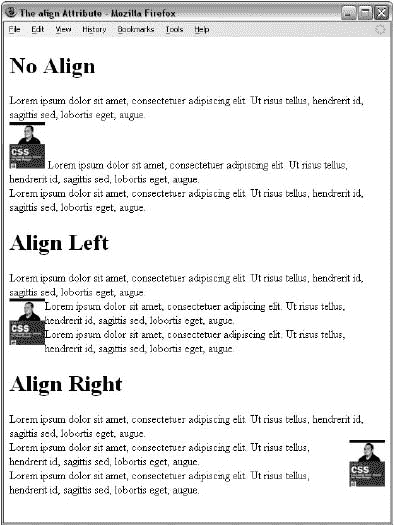 The align Attribute - Mozilla Firefox
File Edit View History Bookmarks Tools Help
No Align
Lorem ipsum dolor sit amet, consectetuer adipiscing elit. Ut risus tellus, hendrerit id,
sagittis sed, lobortis eget, augue.
CSS
Lorem ipsum dolor sit amet, consectetuer adipiscing elit. Ut risus tellus,
hendrerit id, sagittis sed, lobortis eget, augue.
Lorem ipsum dolor sit amet, consectetuer adipiscing elit. Ut risus tellus, hendrerit id,
sagittis sed, lobortis eget, augue.
Align Left
Lorem ipsum dolor sit amet, consectetuer adipiscing elit. Ut risus tellus, hendrerit id,
sagittis sed, lobortis eget, augue.
CSS
Lorem ipsum dolor sit amet, consectetuer adipiscing elit. Ut risus tellus,
hendrerit id, sagittis sed, lobortis eget, augue.
Lorem ipsum dolor sit amet, consectetuer adipiscing elit. Ut risus tellus,
hendrerit id, sagittis sed, lobortis eget, augue.
Align Right
Lorem ipsum dolor sit amet, consectetuer adipiscing elit. Ut risus tellus, hendrerit id,
sagittis sed, lobortis eget, augue.
Lorem ipsum dolor sit amet, consectetuer adipiscing elit. Ut risus tellus,
hendrerit id, sagittis sed, lobortis eget, augue.
Lorem ipsum dolor sit amet, consectetuer adipiscing elit. Ut risus tellus,
hendrerit id, sagittis sed, lobortis eget, augue.
CSS